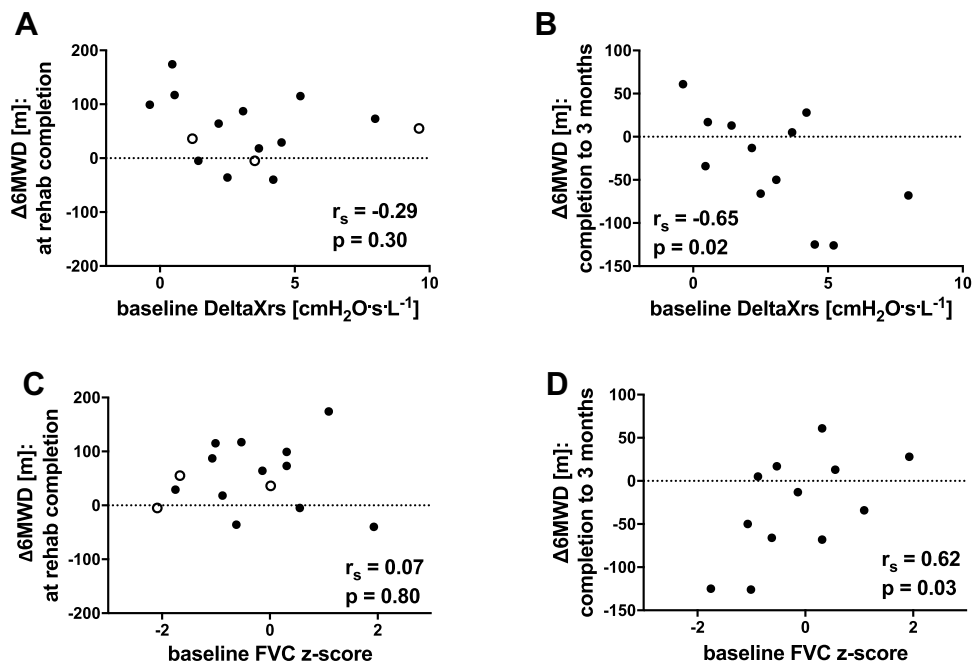 A
Δ6MWD [m]:
at rehab completion
200
100
0
-100
-200
r_s = -0.29
p = 0.30
0
5
10
baseline DeltaXrs [cmH₂O·s·L⁻¹]
B
Δ6MWD [m]:
completion to 3 months
100
50
0
-50
-100
-150
r_s = -0.65
p = 0.02
0
5
10
baseline DeltaXrs [cmH₂O·s·L⁻¹]
C
Δ6MWD [m]:
at rehab completion
200
100
0
-100
-200
r_s = 0.07
p = 0.80
-2
0
2
baseline FVC z-score
D
Δ6MWD [m]:
completion to 3 months
100
50
0
-50
-100
-150
r_s = 0.62
p = 0.03
-2
0
2
baseline FVC z-score